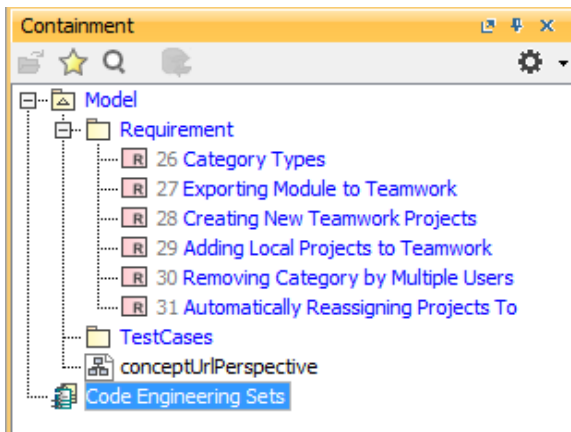 Containment
Model
Requirement
R 26 Category Types
R 27 Exporting Module to Teamwork
R 28 Creating New Teamwork Projects
R 29 Adding Local Projects to Teamwork
R 30 Removing Category by Multiple Users
R 31 Automatically Reassigning Projects To
TestCases
conceptUrlPerspective
Code Engineering Sets